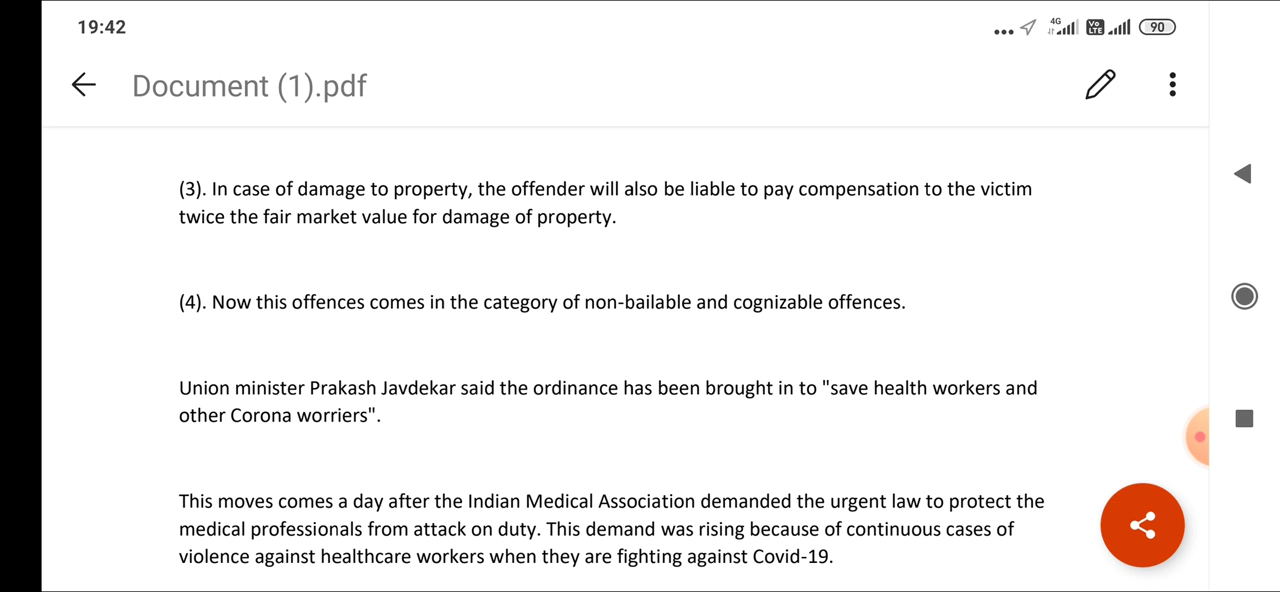 19:42
4G
Vo
LTE
90
Document (1).pdf
(3). In case of damage to property, the offender will also be liable to pay compensation to the victim
twice the fair market value for damage of property.
(4). Now this offences comes in the category of non-bailable and cognizable offences.
Union minister Prakash Javdekar said the ordinance has been brought in to "save health workers and
other Corona worriers".
This moves comes a day after the Indian Medical Association demanded the urgent law to protect the
medical professionals from attack on duty. This demand was rising because of continuous cases of
violence against healthcare workers when they are fighting against Covid-19.